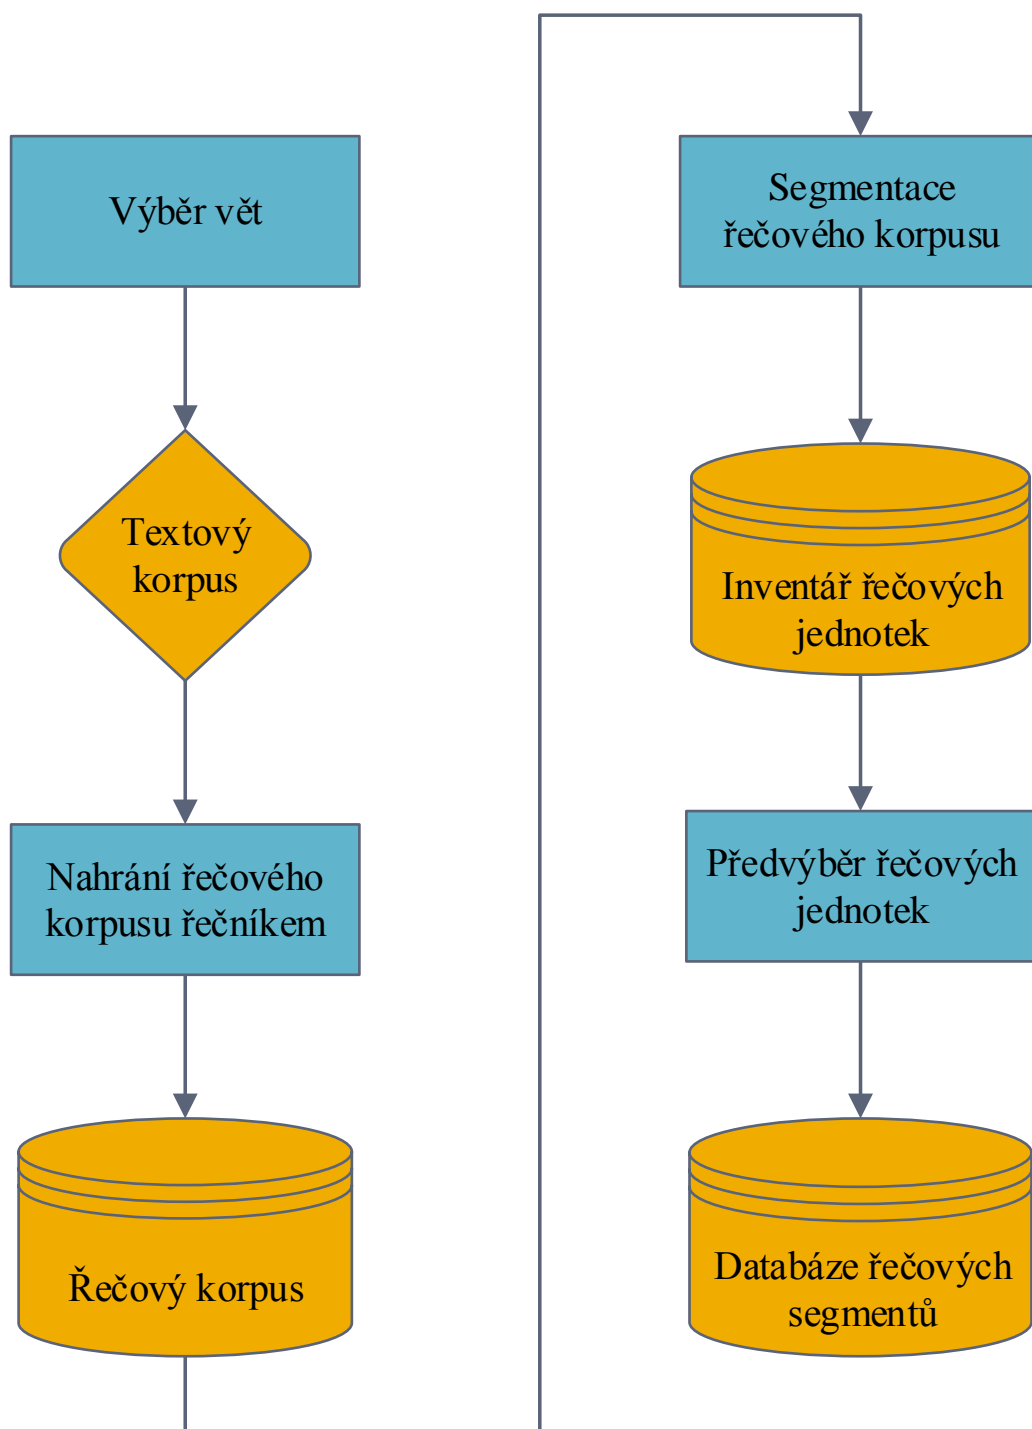 Výběr vět
Textový
korpus
Nahrání řečového
korpusu řečníkem
Řečový korpus
Segmentace
řečového korpusu
Inventář řečových
jednotek
Předvýběr řečových
jednotek
Databáze řečových
segmentů